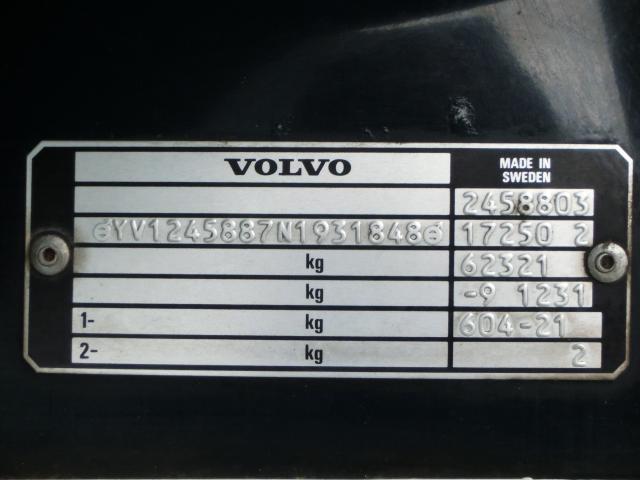 VOLVO
MADE IN
SWEDEN
2458803
YV1245887N1931848
17250 2
kg
62321
kg
-9 1231
1- kg
604-21
2- kg
2